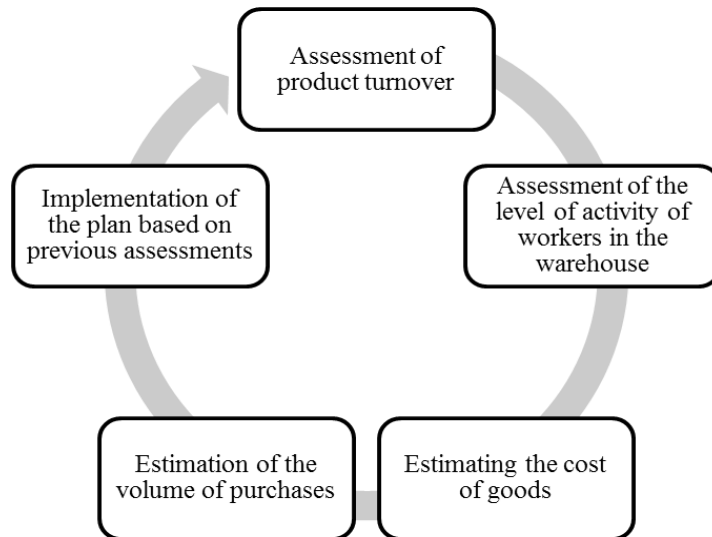 Assessment of
product turnover
Assessment of the
level of activity of
workers in the
warehouse
Estimating the cost
of goods
Estimation of the
volume of purchases
Implementation of
the plan based on
previous assessments